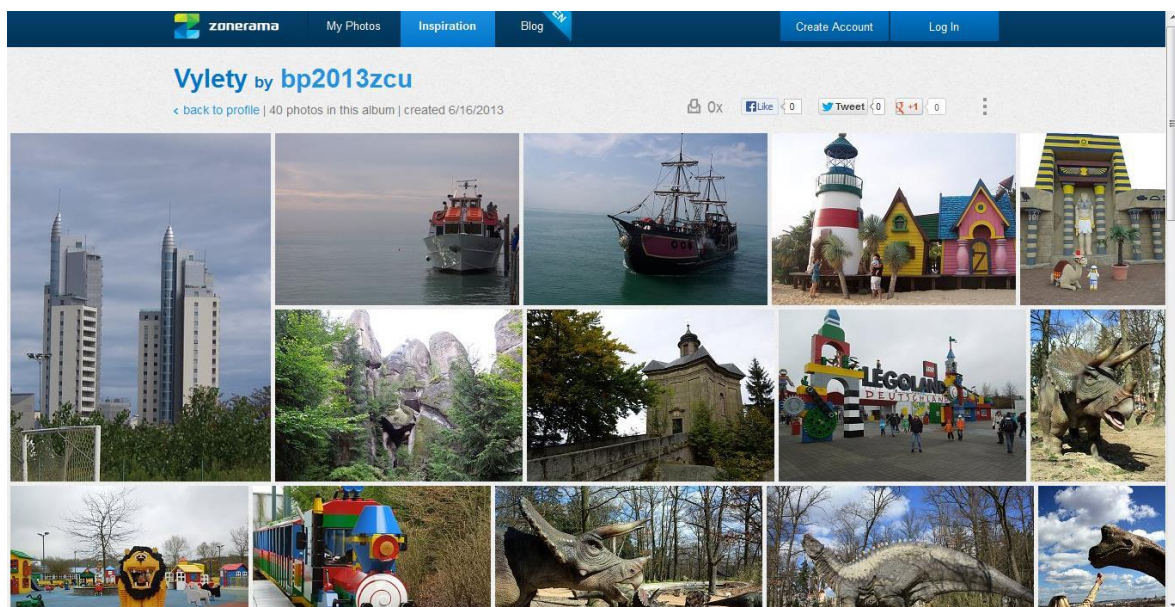 zonerama My Photos Inspiration Blog EN Create Account Log In
Vylety by bp2013zcu
‹ back to profile | 40 photos in this album | created 6/16/2013 0x Like 0 Tweet 0 +1 0
LEGO
LEGOLAND
DEUTSCHLAND